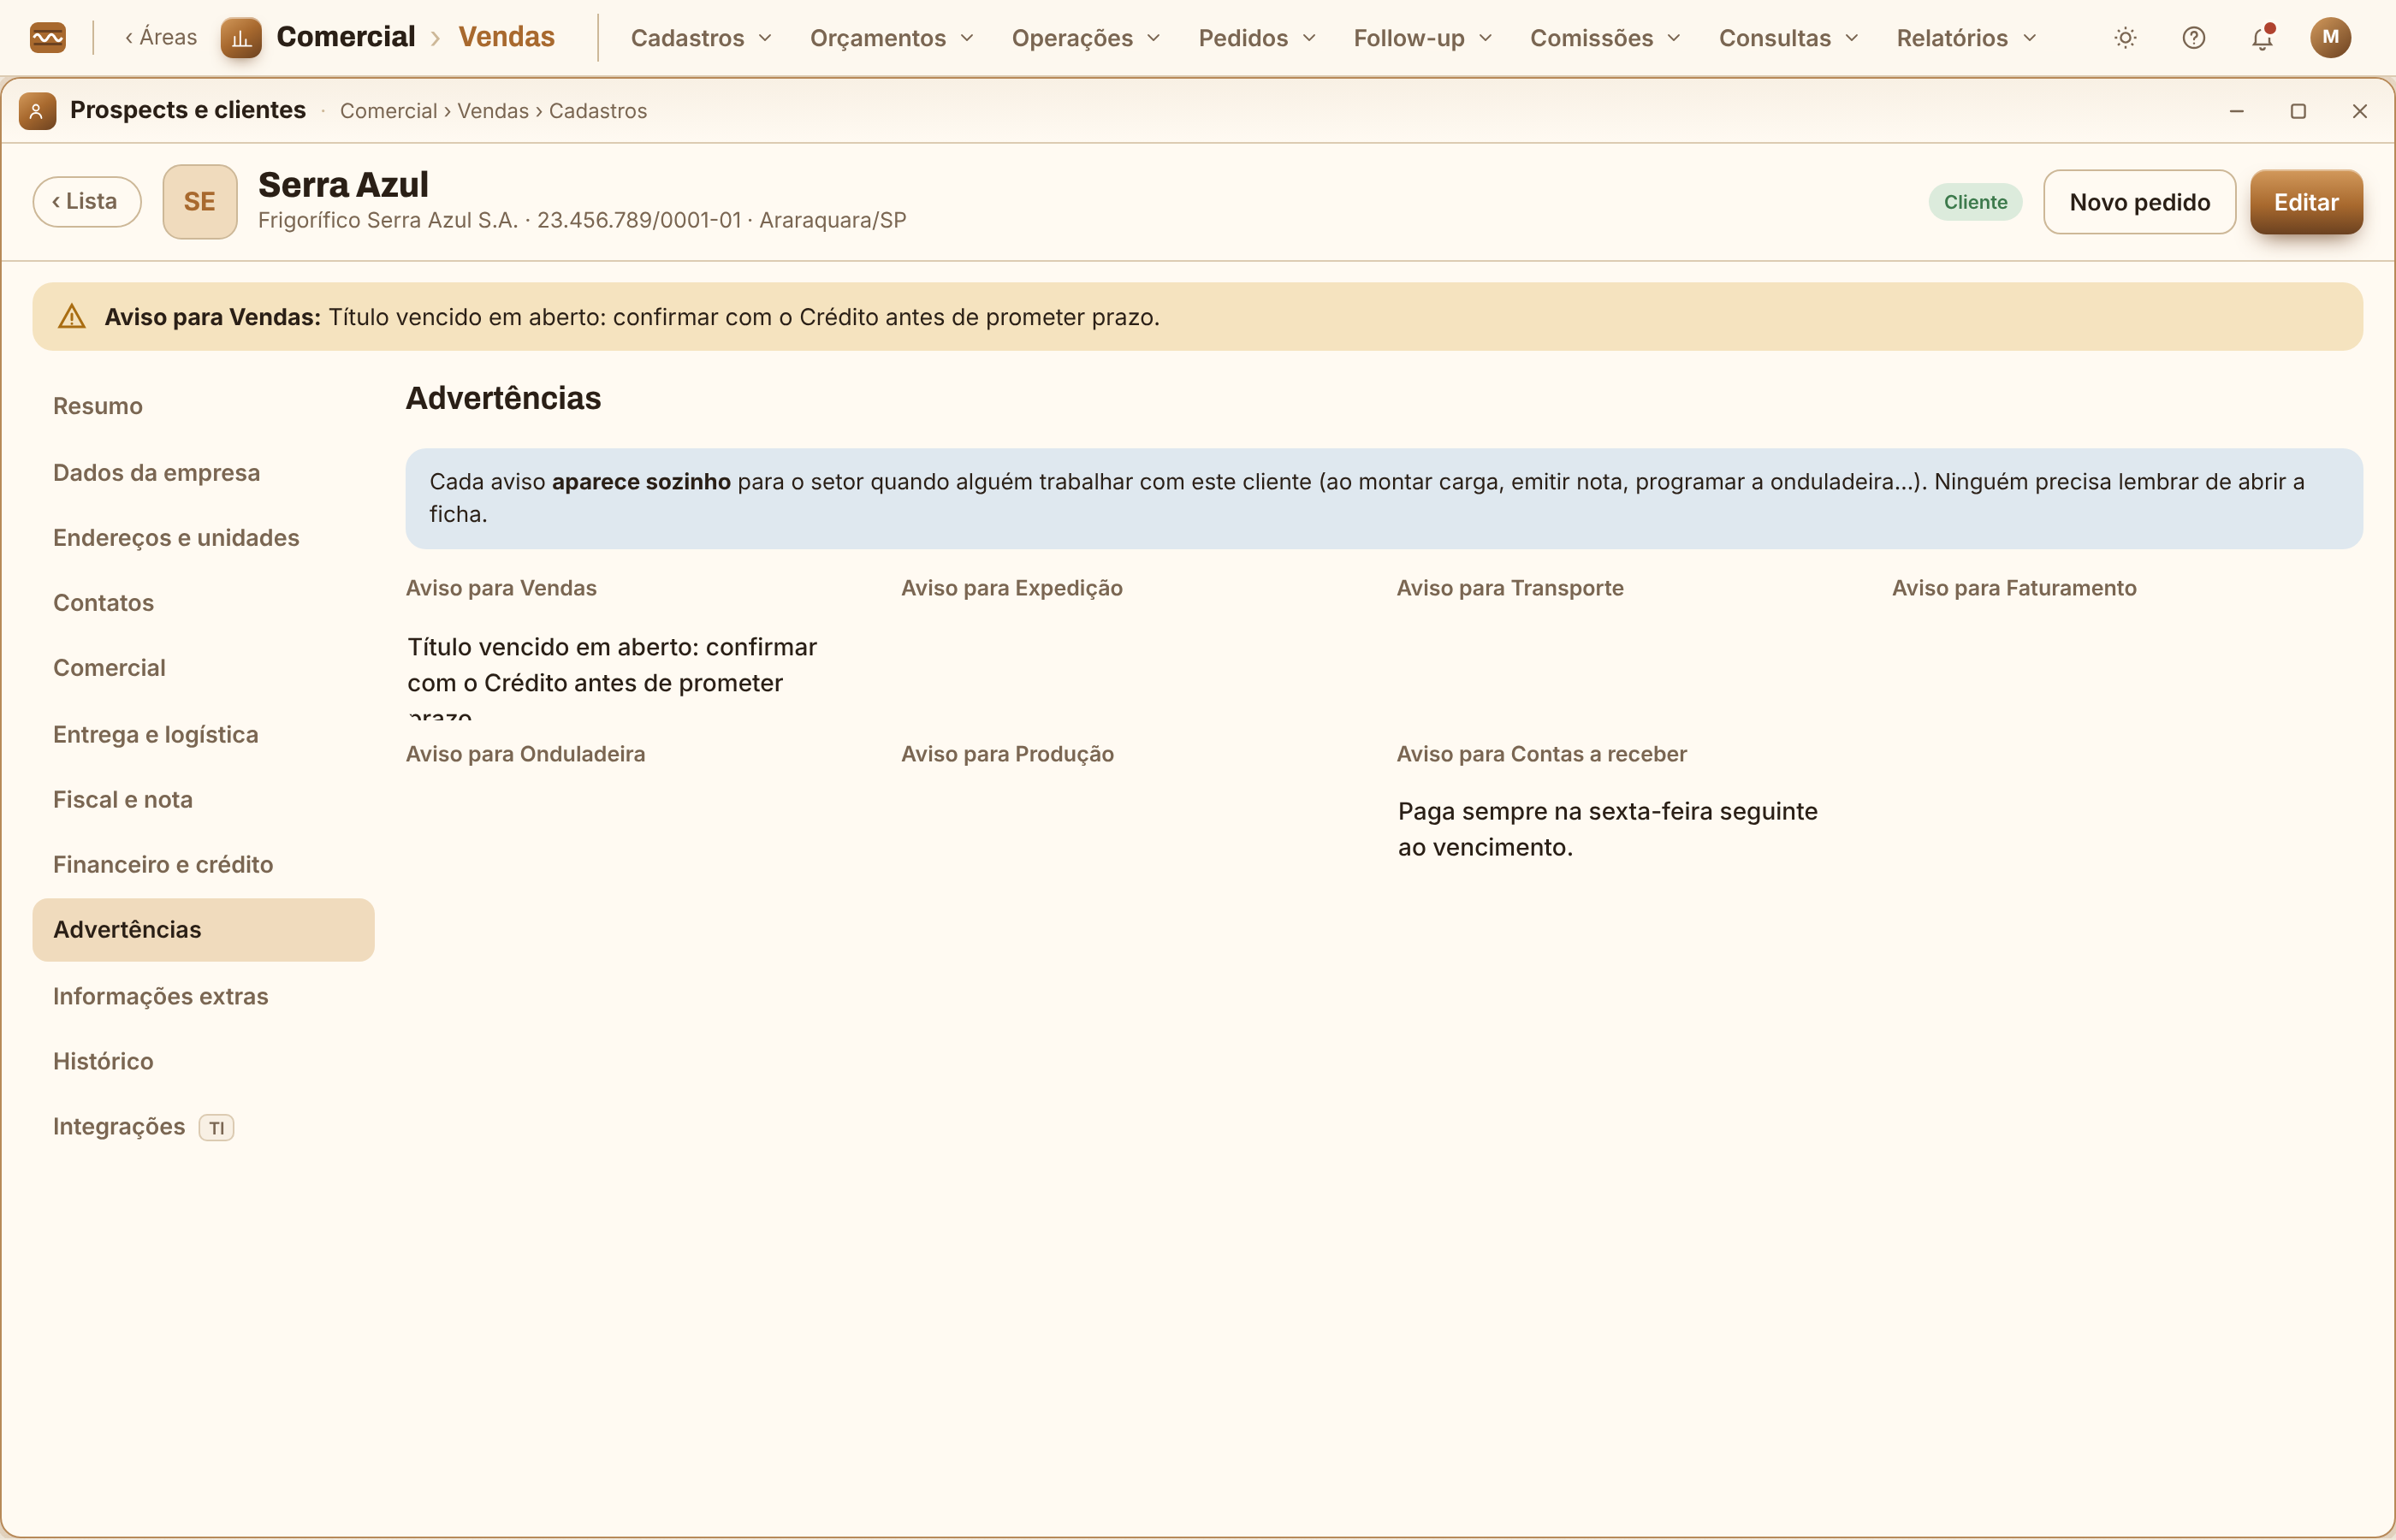 ‹ Áreas
Comercial › Vendas
Cadastros
Orçamentos
Operações
Pedidos
Follow-up
Comissões
Consultas
Relatórios
M
Prospects e clientes · Comercial › Vendas › Cadastros
‹ Lista
SE
Serra Azul
Frigorífico Serra Azul S.A. · 23.456.789/0001-01 · Araraquara/SP
Cliente
Novo pedido
Editar
Aviso para Vendas: Título vencido em aberto: confirmar com o Crédito antes de prometer prazo.
Resumo
Dados da empresa
Endereços e unidades
Contatos
Comercial
Entrega e logística
Fiscal e nota
Financeiro e crédito
Advertências
Informações extras
Histórico
Integrações TI
Advertências
Cada aviso aparece sozinho para o setor quando alguém trabalhar com este cliente (ao montar carga, emitir nota, programar a onduladeira...). Ninguém precisa lembrar de abrir a
ficha.
Aviso para Vendas
Título vencido em aberto: confirmar
com o Crédito antes de prometer
prazo.
Aviso para Expedição
Aviso para Transporte
Aviso para Faturamento
Aviso para Onduladeira
Aviso para Produção
Aviso para Contas a receber
Paga sempre na sexta-feira seguinte
ao vencimento.